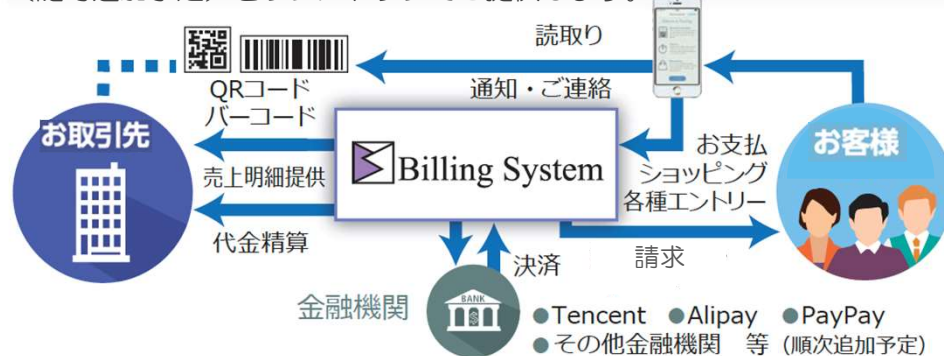 読取り
QRコード
バーコード
通知・ご連絡
お取引先
Billing System
お支払
ショッピング
各種エントリー
お客様
売上明細提供
代金精算
決済
請求
金融機関
BANK
●Tencent ●Alipay ●PayPay
●その他金融機関 等 (順次追加予定)